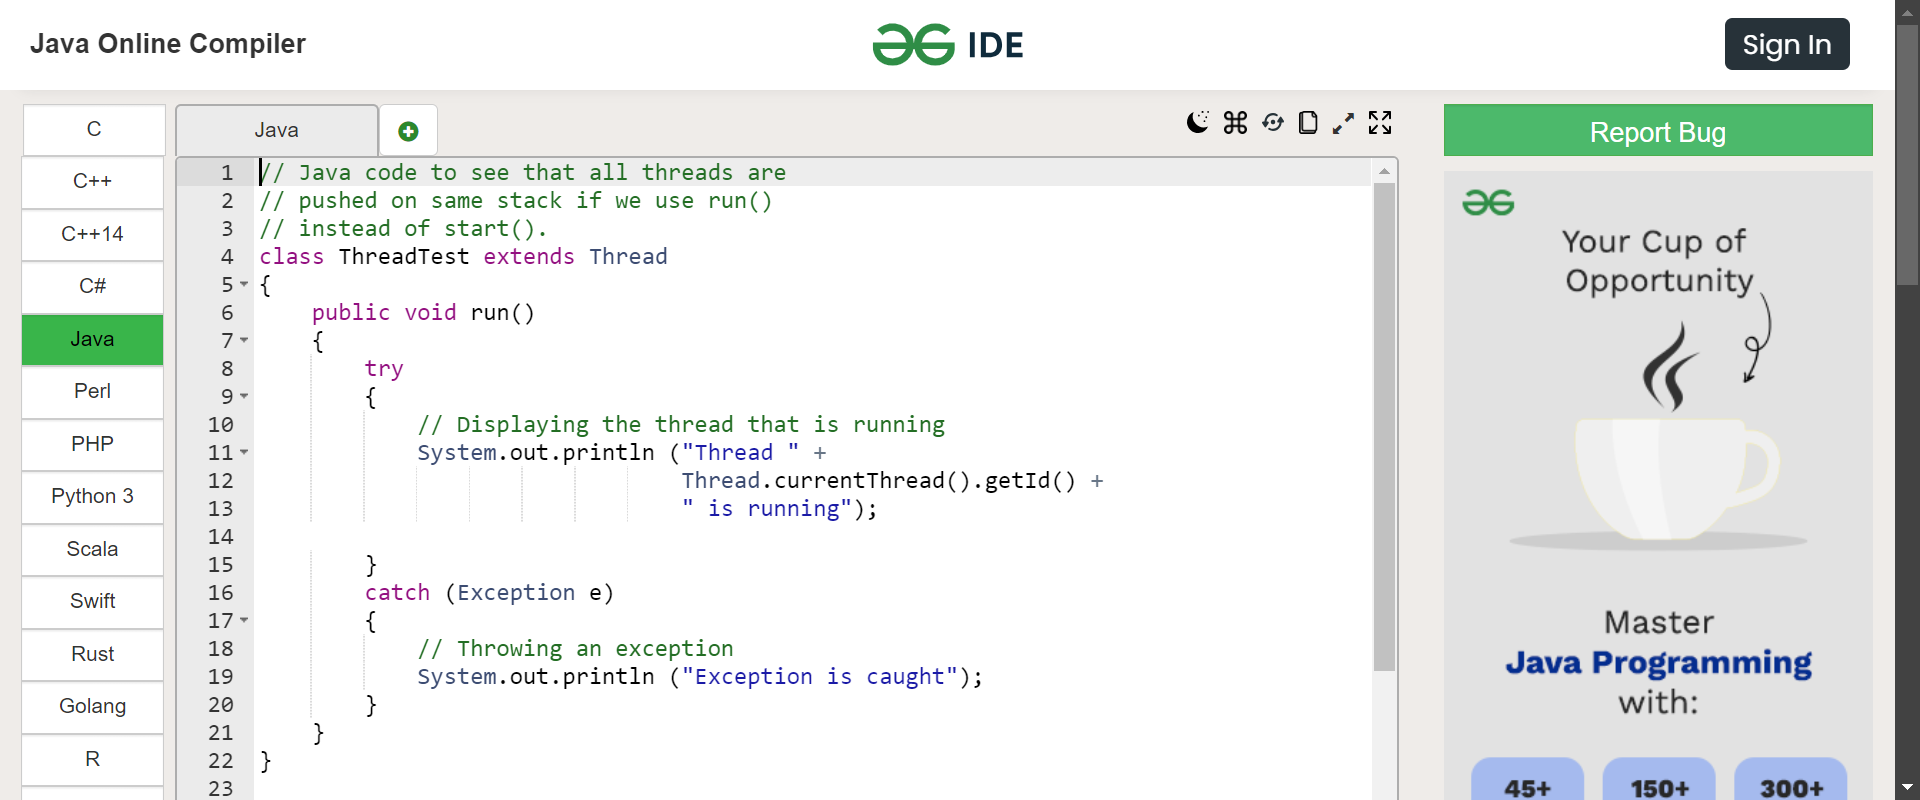 Java Online Compiler
IDE
Sign In
C
C++
C++14
C#
Java
Perl
PHP
Python 3
Scala
Swift
Rust
Golang
R
Java
1 // Java code to see that all threads are
2 // pushed on same stack if we use run()
3 // instead of start().
4 class ThreadTest extends Thread
5 {
6 public void run()
7 {
8 try
9 {
10 // Displaying the thread that is running
11 System.out.println ("Thread " +
12 Thread.currentThread().getId() +
13 " is running");
14
15 }
16 catch (Exception e)
17 {
18 // Throwing an exception
19 System.out.println ("Exception is caught");
20 }
21 }
22 }
23
Report Bug
Your Cup of
Opportunity
Master
Java Programming
with:
45+ 150+ 300+